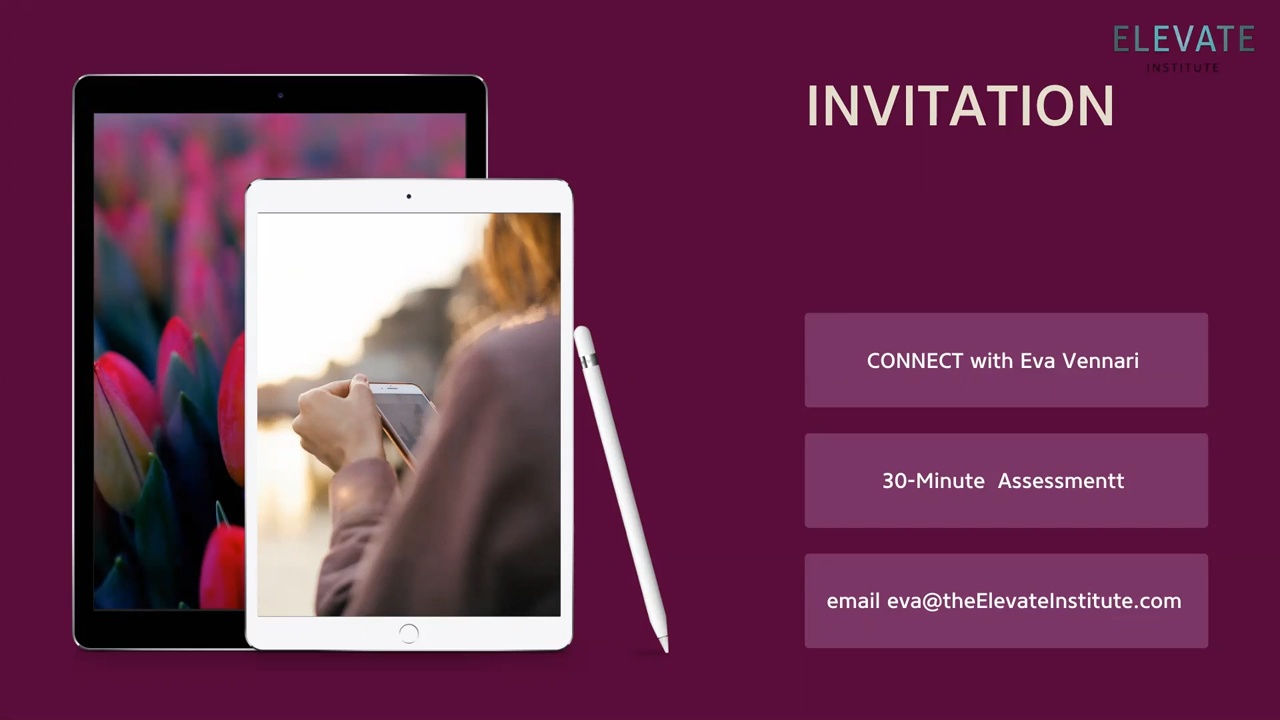 ELEVATE
INSTITUTE
INVITATION
CONNECT with Eva Vennari
30-Minute  Assessmentt
email eva@theElevateInstitute.com